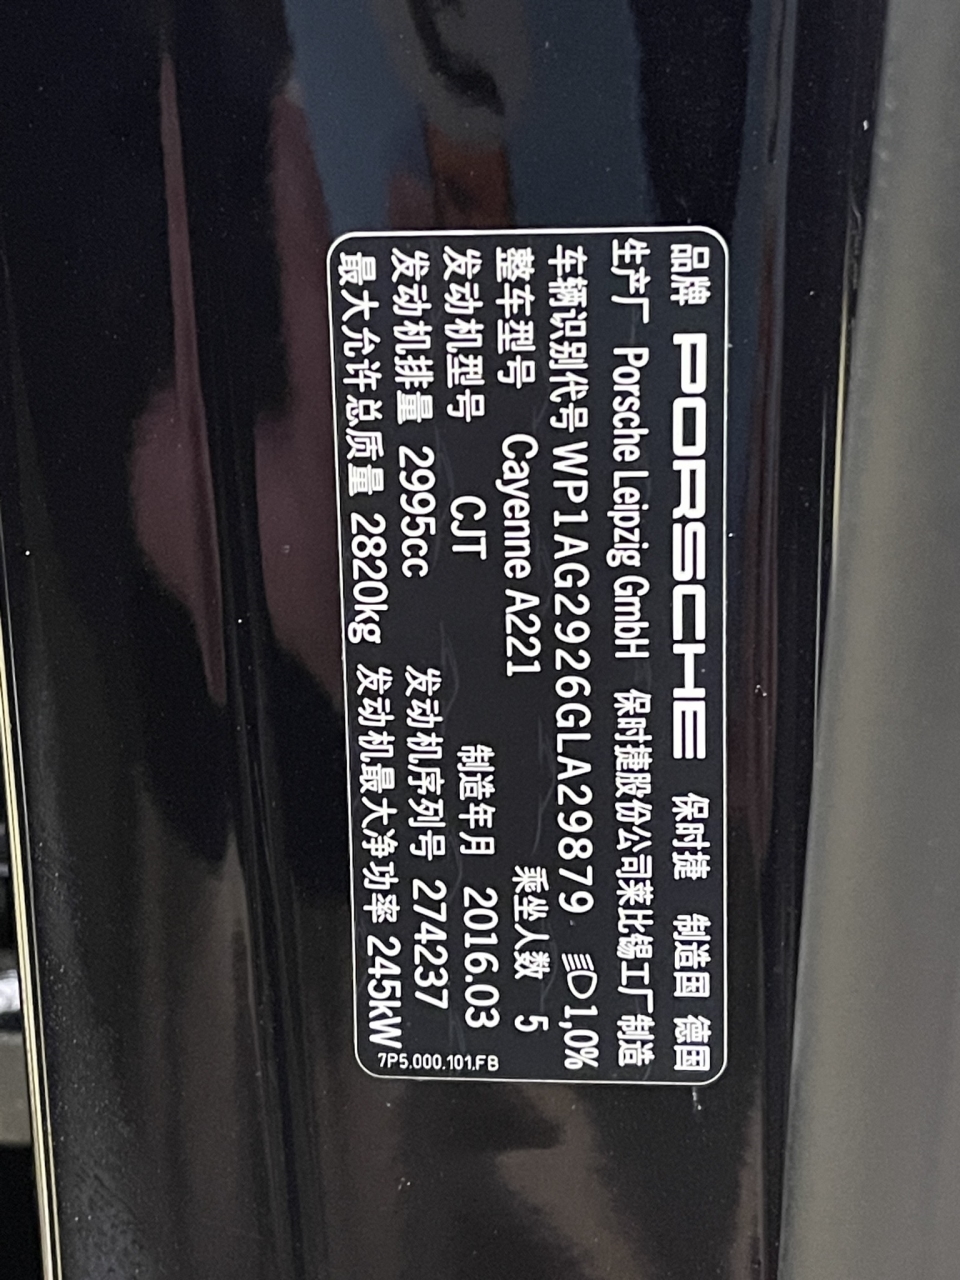 品牌 PORSCHE 保时捷 制造国 德国
生产厂 Porsche Leipzig GmbH 保时捷股份公司莱比锡工厂制造
车辆识别代号 WP1AG2926GLA29879 1,0%
整车型号 Cayenne A221 乘坐人数 5
发动机型号 CJT 制造年月 2016.03
发动机排量 2995cc 发动机序列号 274237
最大允许总质量 2820kg 发动机最大净功率 245kW
7P5.000.101.FB